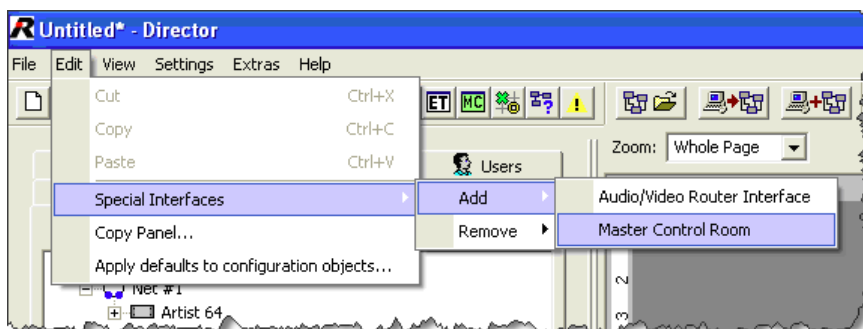 R Untitled* - Director
File Edit View Settings Extras Help
ET MC
Cut Ctrl+X
Copy Ctrl+C
Paste Ctrl+V
Special Interfaces
Copy Panel...
Apply defaults to configuration objects...
Users
Add
Remove
Zoom: Whole Page
Audio/Video Router Interface
Master Control Room
Net #1
Artist 64
2
3